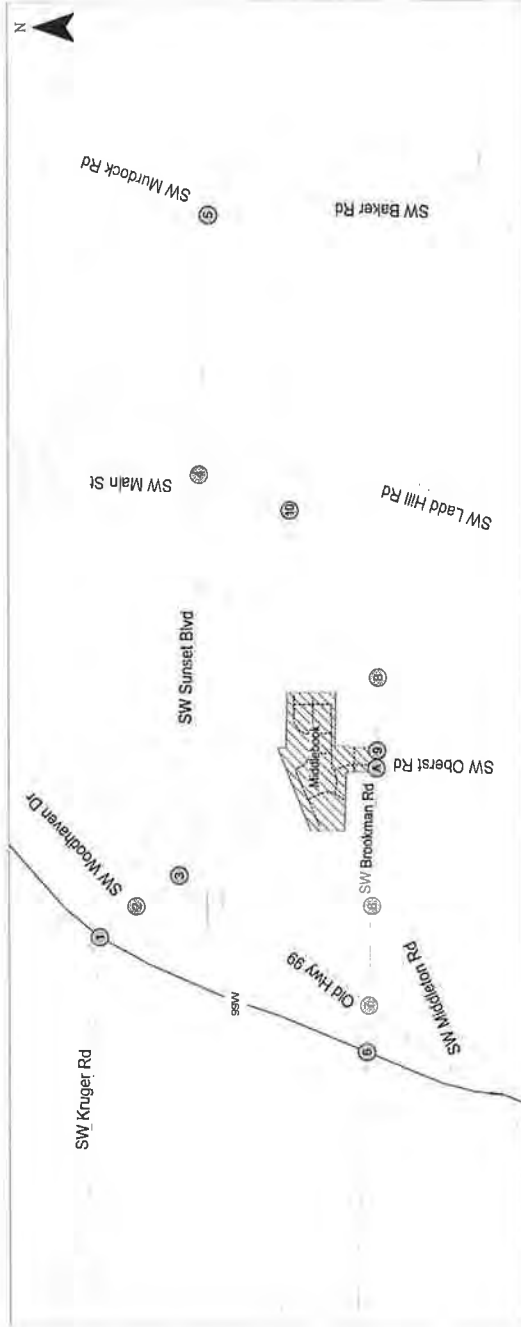 N
SW Murdock Rd
5
SW Baker Rd
SW Main St
4
10
SW Ladd Hill Rd
SW Sunset Blvd
8
Middlebook
A
9
SW Oberst Rd
SW Brookman Rd
SW Woodhaven Dr
3
2
1
B
99W
Old Hwy 99
7
6
SW Middleton Rd
SW Kruger Rd